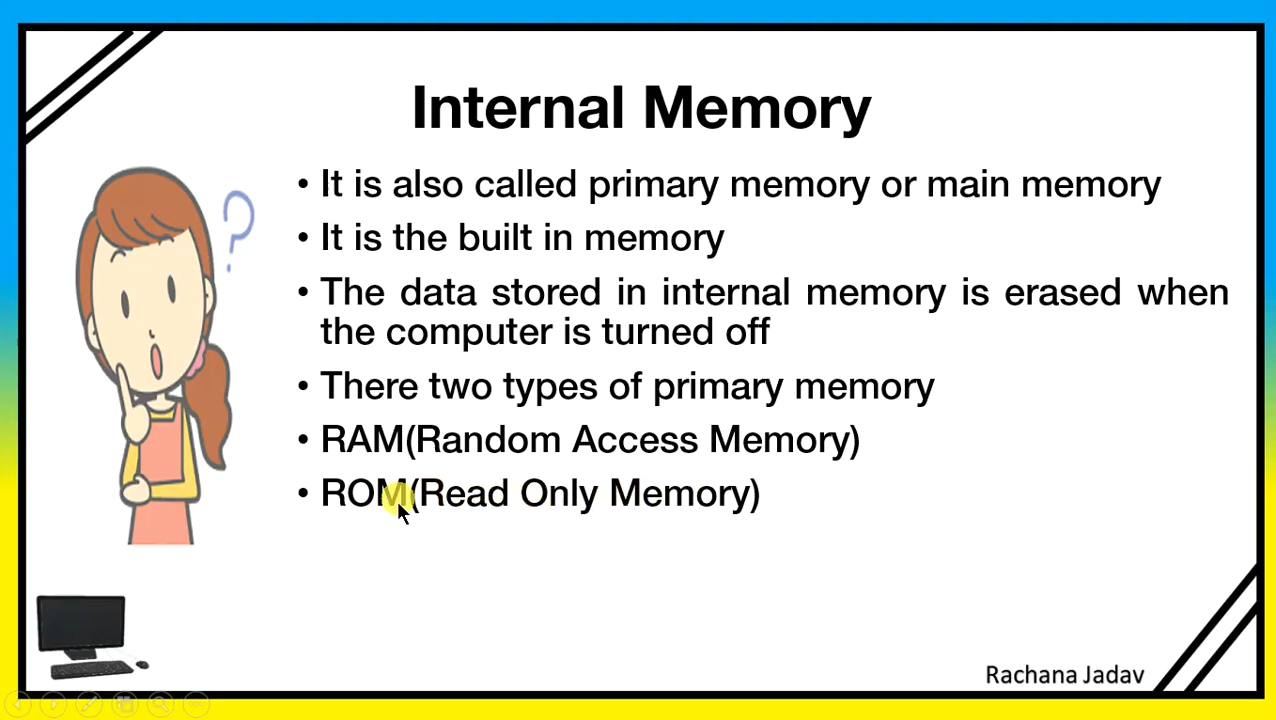 Internal Memory
• It is also called primary memory or main memory
• It is the built in memory
• The data stored in internal memory is erased when
the computer is turned off
• There two types of primary memory
• RAM(Random Access Memory)
• ROM(Read Only Memory)
Rachana Jadav